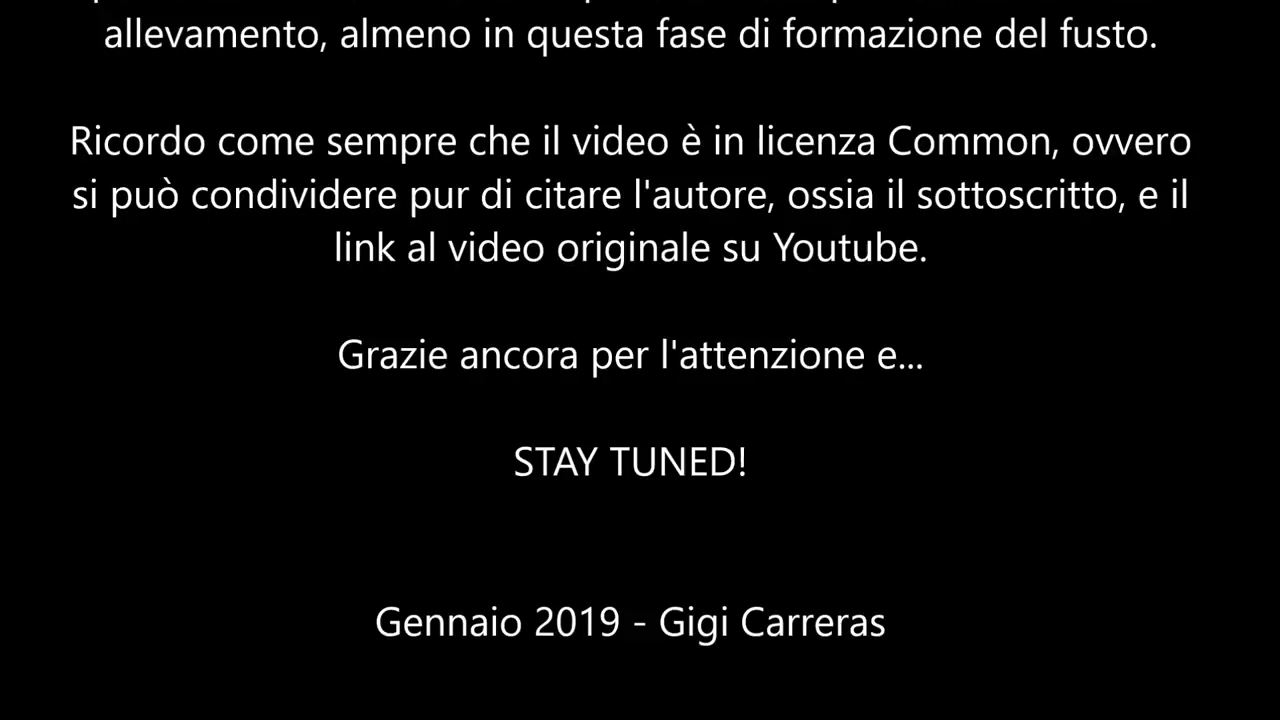 allevamento, almeno in questa fase di formazione del fusto.
Ricordo come sempre che il video è in licenza Common, ovvero
si può condividere pur di citare l'autore, ossia il sottoscritto, e il
link al video originale su Youtube.
Grazie ancora per l'attenzione e...
STAY TUNED!
Gennaio 2019 - Gigi Carreras